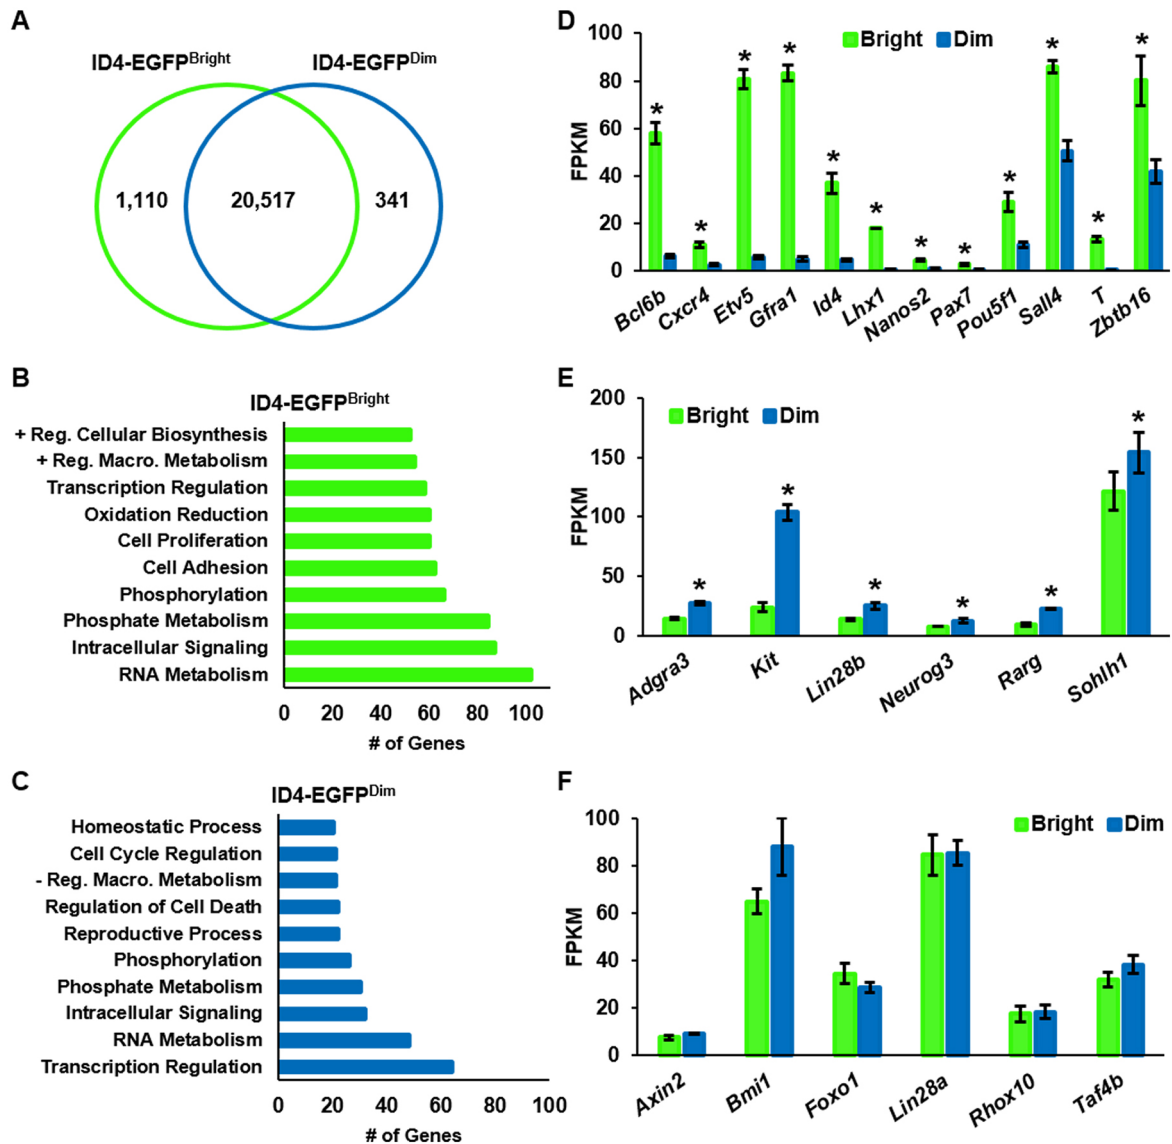 A
ID4-EGFPBright
ID4-EGFPDim
1,110
20,517
341
B
ID4-EGFPBright
+ Reg. Cellular Biosynthesis
+ Reg. Macro. Metabolism
Transcription Regulation
Oxidation Reduction
Cell Proliferation
Cell Adhesion
Phosphorylation
Phosphate Metabolism
Intracellular Signaling
RNA Metabolism
0 20 40 60 80 100
# of Genes
C
ID4-EGFPDim
Homeostatic Process
Cell Cycle Regulation
- Reg. Macro. Metabolism
Regulation of Cell Death
Reproductive Process
Phosphorylation
Phosphate Metabolism
Intracellular Signaling
RNA Metabolism
Transcription Regulation
0 20 40 60 80 100
# of Genes
D
Bright Dim
FPKM
100
80
60
40
20
0
* * * * * * * * * * * *
Bcl6b Cxcr4 Etv5 Gfra1 Id4 Lhx1 Nanos2 Pax7 Pou5f1 Sall4 T Zbtb16
E
Bright Dim
FPKM
200
150
100
50
0
* * * * * *
Adgra3 Kit Lin28b Neurog3 Rarg Sohlh1
F
Bright Dim
FPKM
100
80
60
40
20
0
Axin2 Bmi1 Foxo1 Lin28a Rhox10 Taf4b